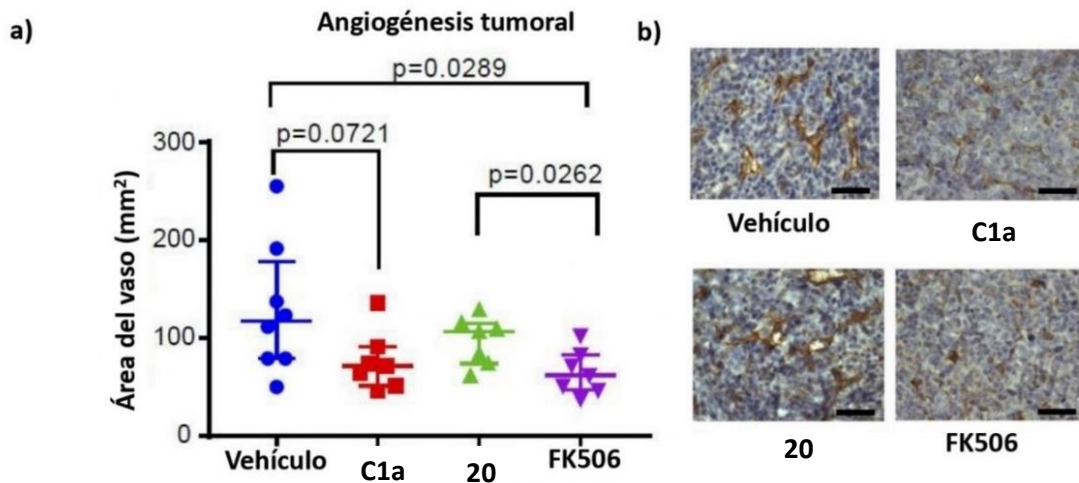 a)
Angiogénesis tumoral
p=0.0289
p=0.0721
p=0.0262
Área del vaso (mm²)
300
200
100
0
Vehículo
C1a
20
FK506
b)
Vehículo
C1a
20
FK506